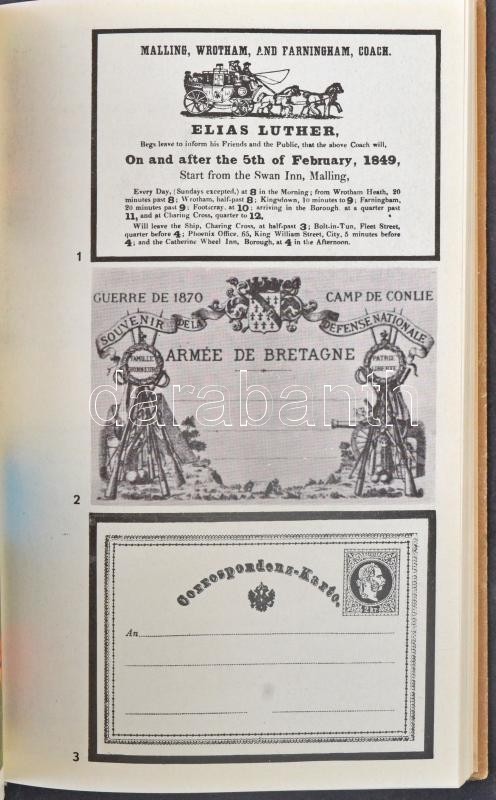 MALLING, WROTHAM, AND FARNINGHAM, COACH.
ELIAS LUTHER,
Begs leave to inform his Friends and the Public, that the above Coach will,
On and after the 5th of February, 1849,
Start from the Swan Inn, Malling,
Every Day, (Sundays excepted,) at 8 in the Morning; from Wrotham Heath, 20
minutes past 8; Wrotham, half-past 8; Kingsdown, 10 minutes to 9; Farningham,
20 minutes past 9; Footscray, at 10; arriving in the Borough at a quarter past
11, and at Charing Cross, quarter to 12.
Will leave the Ship, Charing Cross, at half-past 3; Bolt-in-Tun, Fleet Street,
quarter before 4; Phoenix Office, 65, King William Street, City, 5 minutes before
4; and the Catherine Wheel Inn, Borough, at 4 in the Afternoon.
1
GUERRE DE 1870 CAMP DE CONLIE
SOUVENIR DE LA DEFENSE NATIONALE
FAMILLE PATRIE
ARMÉE DE BRETAGNE
darabanth
2
Correspondenz-Karte.
2 Kr.
An
3